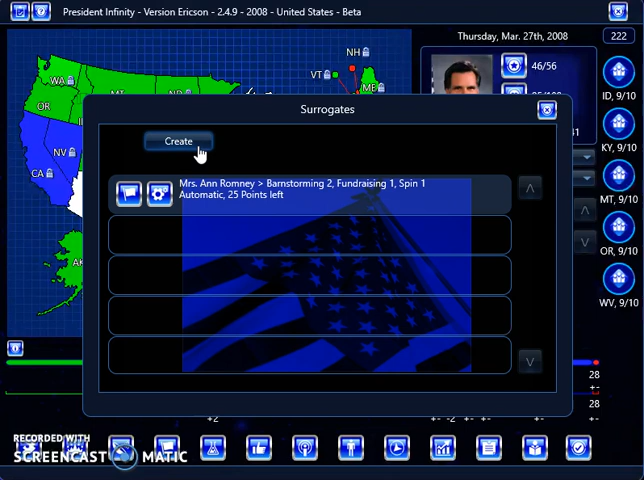 President Infinity - Version Ericson - 2.4.9 - 2008 - United States - Beta
Thursday, Mar. 27th, 2008
222
NH
VT
ME
WA
OR
NV
CA
46/56
41
ID, 9/10
KY, 9/10
MT, 9/10
OR, 9/10
WV, 9/10
Surrogates
Create
Mrs. Ann Romney > Barnstorming 2, Fundraising 1, Spin 1
Automatic, 25 Points left
28
+-
28
+-
+2
+- -2 +- +- +-
RECORDED WITH
SCREENCAST MATIC